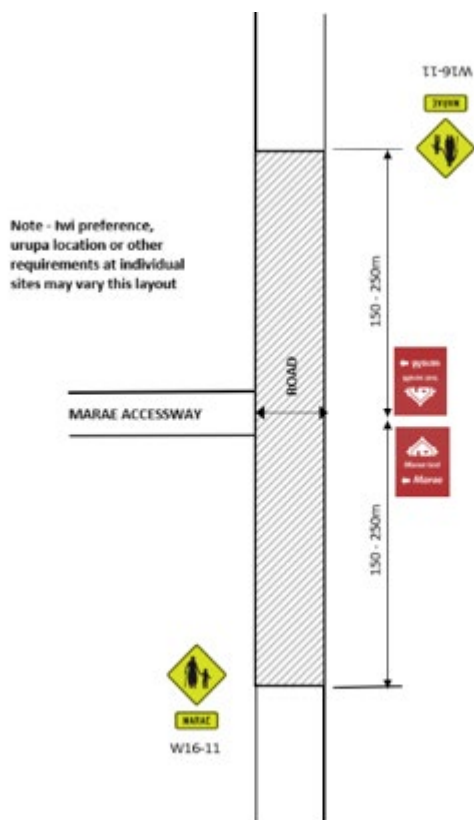 W16-11
MARAE
Note - Iwi preference,
urupa location or other
requirements at individual
sites may vary this layout
150 - 250m
ROAD
Marae
MARAE ACCESSWAY
Marae
150 - 250m
MARAE
W16-11